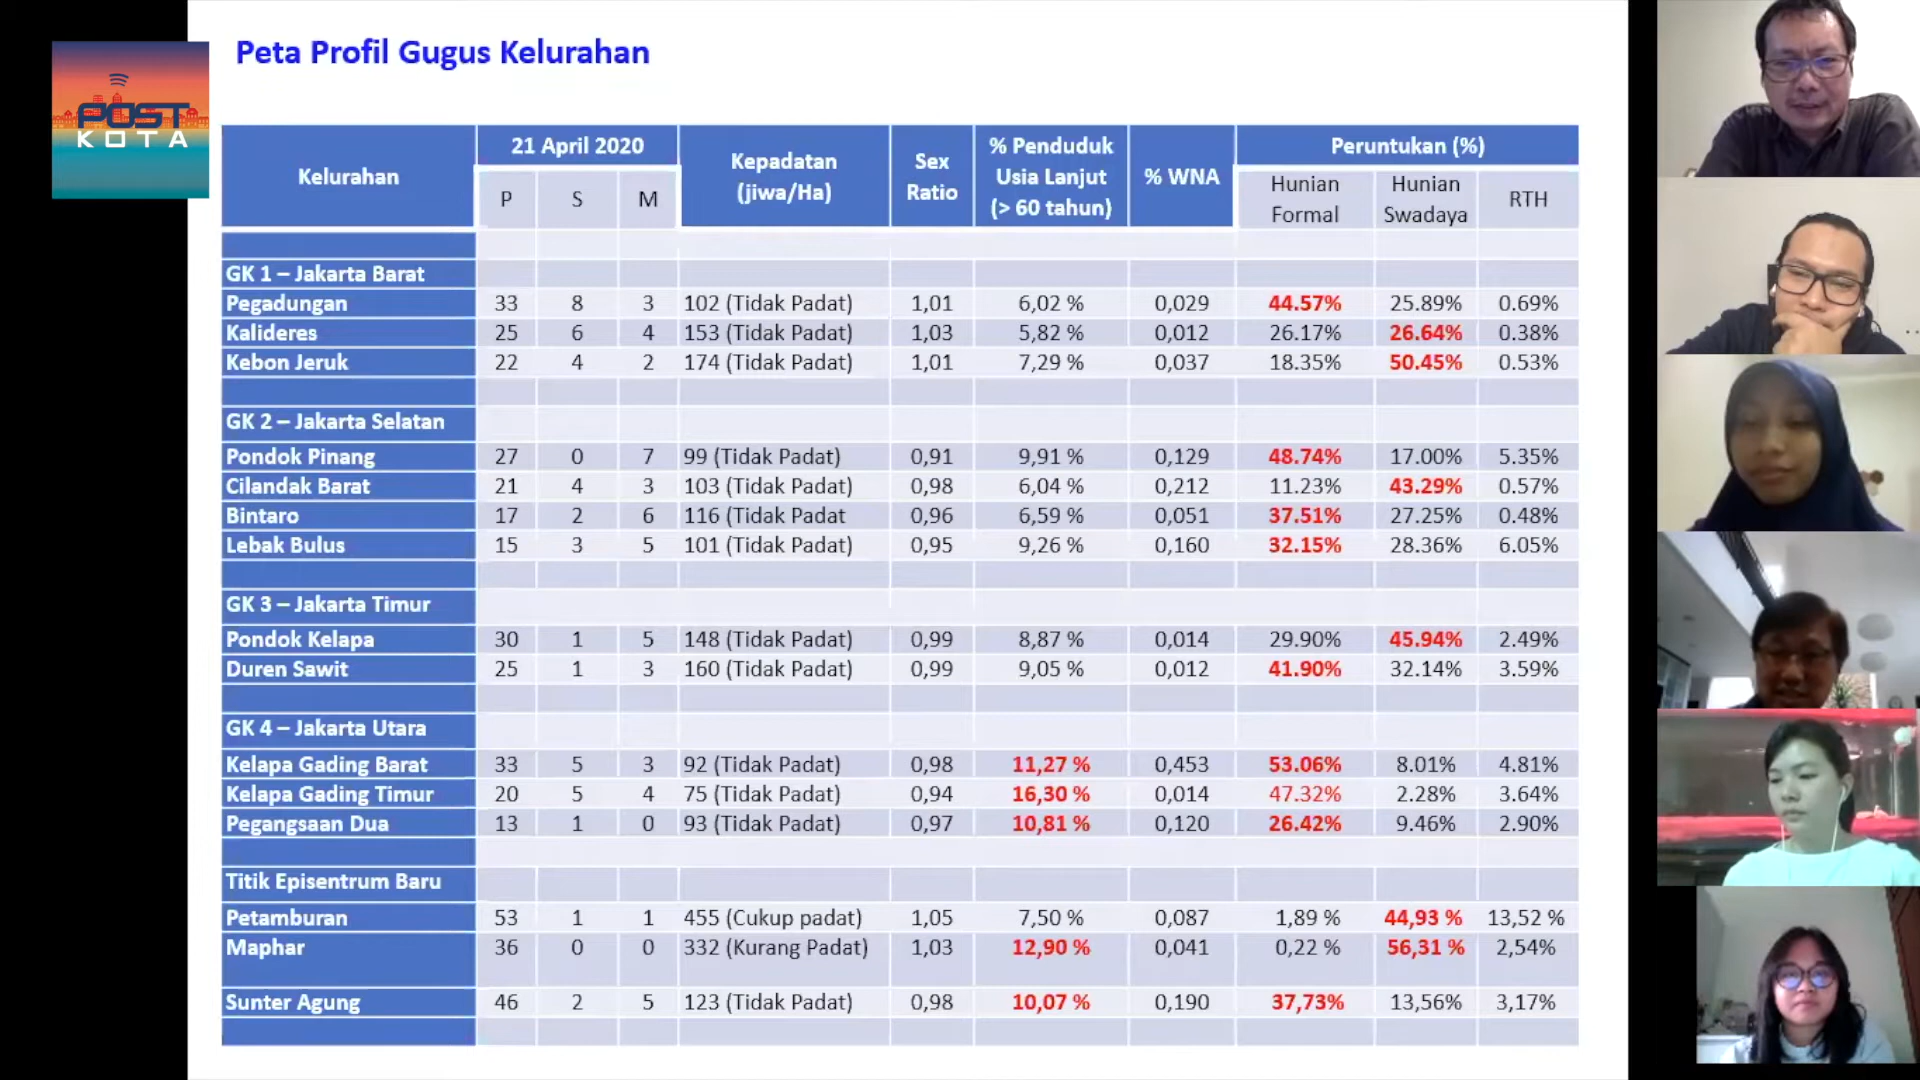 Peta Profil Gugus Kelurahan
POST
KOTA
Kelurahan
21 April 2020
P S M
Kepadatan
(jiwa/Ha)
Sex
Ratio
% Penduduk
Usia Lanjut
(> 60 tahun)
% WNA
Peruntukan (%)
Hunian
Formal
Hunian
Swadaya
RTH
GK 1 – Jakarta Barat
Pegadungan 33 8 3 102 (Tidak Padat) 1,01 6,02 % 0,029 44.57% 25.89% 0.69%
Kalideres 25 6 4 153 (Tidak Padat) 1,03 5,82 % 0,012 26.17% 26.64% 0.38%
Kebon Jeruk 22 4 2 174 (Tidak Padat) 1,01 7,29 % 0,037 18.35% 50.45% 0.53%
GK 2 – Jakarta Selatan
Pondok Pinang 27 0 7 99 (Tidak Padat) 0,91 9,91 % 0,129 48.74% 17.00% 5.35%
Cilandak Barat 21 4 3 103 (Tidak Padat) 0,98 6,04 % 0,212 11.23% 43.29% 0.57%
Bintaro 17 2 6 116 (Tidak Padat 0,96 6,59 % 0,051 37.51% 27.25% 0.48%
Lebak Bulus 15 3 5 101 (Tidak Padat) 0,95 9,26 % 0,160 32.15% 28.36% 6.05%
GK 3 – Jakarta Timur
Pondok Kelapa 30 1 5 148 (Tidak Padat) 0,99 8,87 % 0,014 29.90% 45.94% 2.49%
Duren Sawit 25 1 3 160 (Tidak Padat) 0,99 9,05 % 0,012 41.90% 32.14% 3.59%
GK 4 – Jakarta Utara
Kelapa Gading Barat 33 5 3 92 (Tidak Padat) 0,98 11,27 % 0,453 53.06% 8.01% 4.81%
Kelapa Gading Timur 20 5 4 75 (Tidak Padat) 0,94 16,30 % 0,014 47.32% 2.28% 3.64%
Pegangsaan Dua 13 1 0 93 (Tidak Padat) 0,97 10,81 % 0,120 26.42% 9.46% 2.90%
Titik Episentrum Baru
Petamburan 53 1 1 455 (Cukup padat) 1,05 7,50 % 0,087 1,89 % 44,93 % 13,52 %
Maphar 36 0 0 332 (Kurang Padat) 1,03 12,90 % 0,041 0,22 % 56,31 % 2,54%
Sunter Agung 46 2 5 123 (Tidak Padat) 0,98 10,07 % 0,190 37,73% 13,56% 3,17%